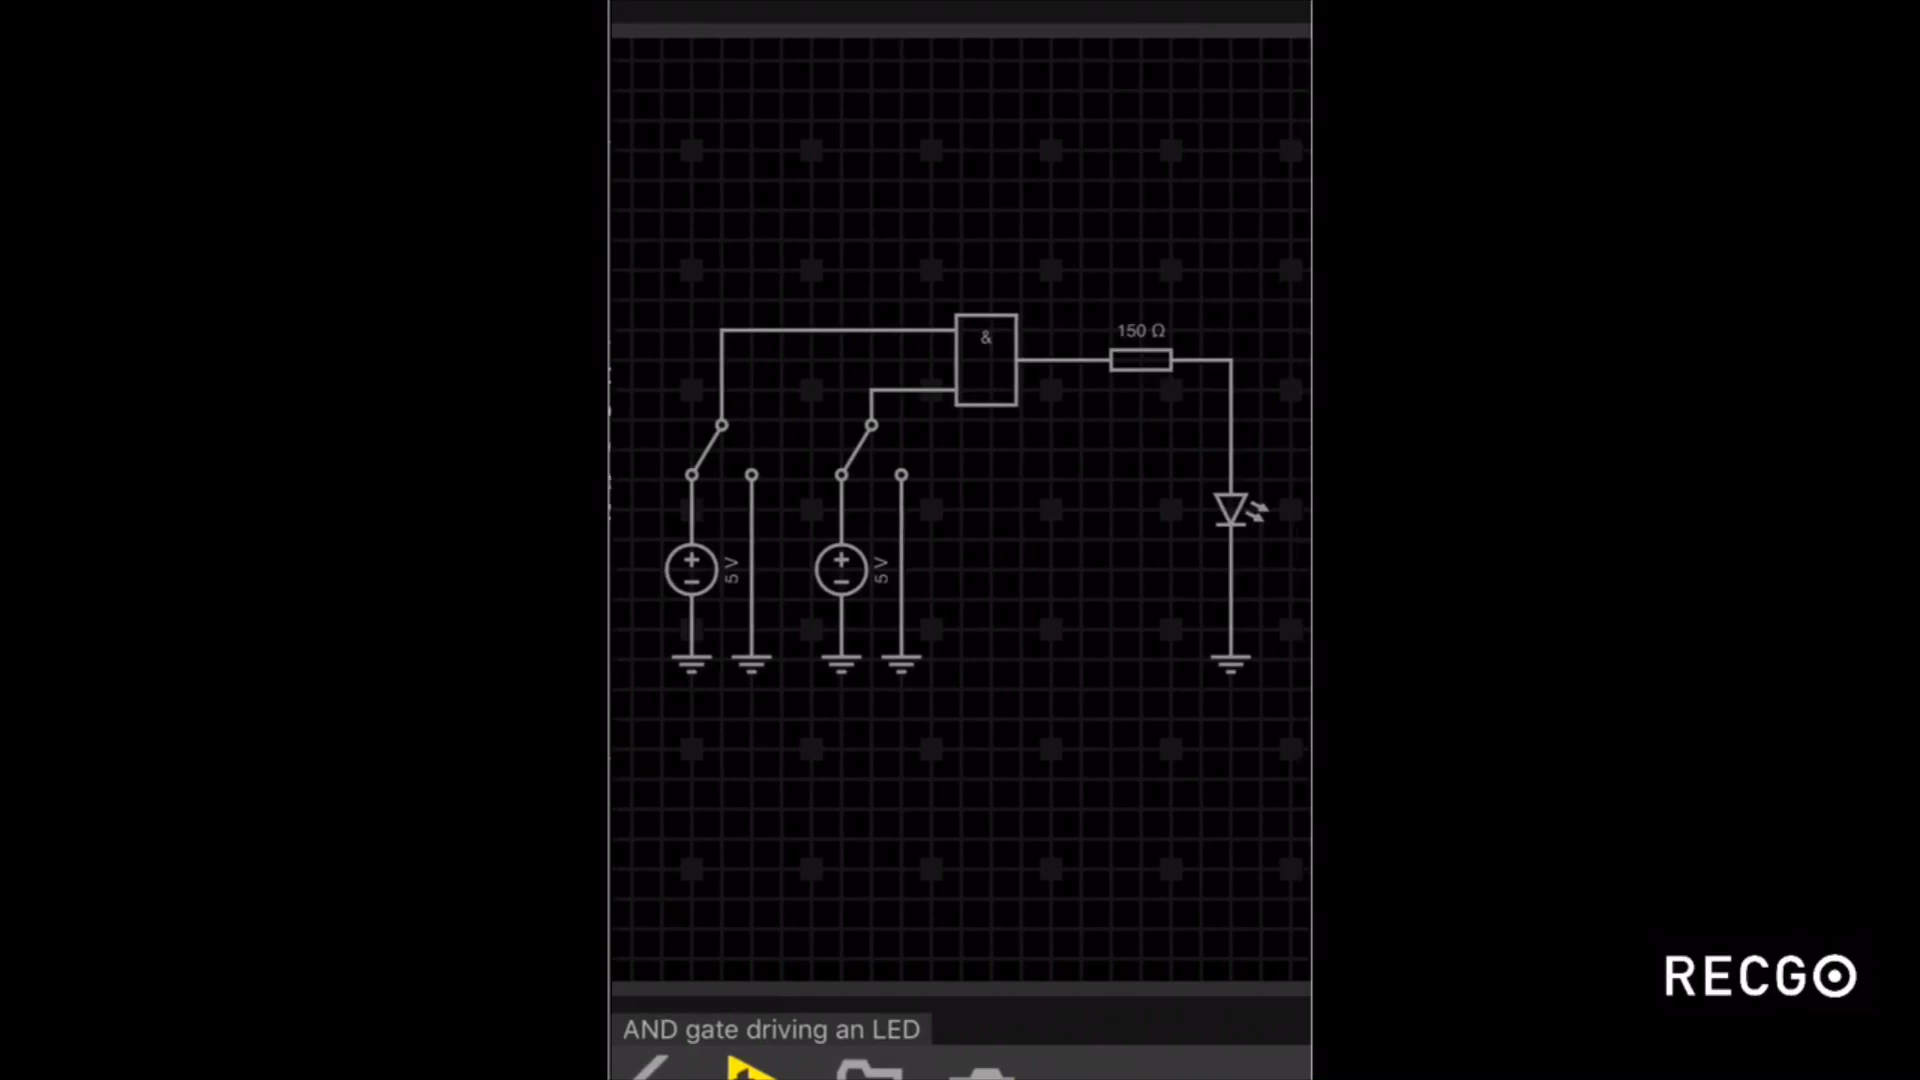 &
150 Ω
5 V
5 V
RECGO
AND gate driving an LED